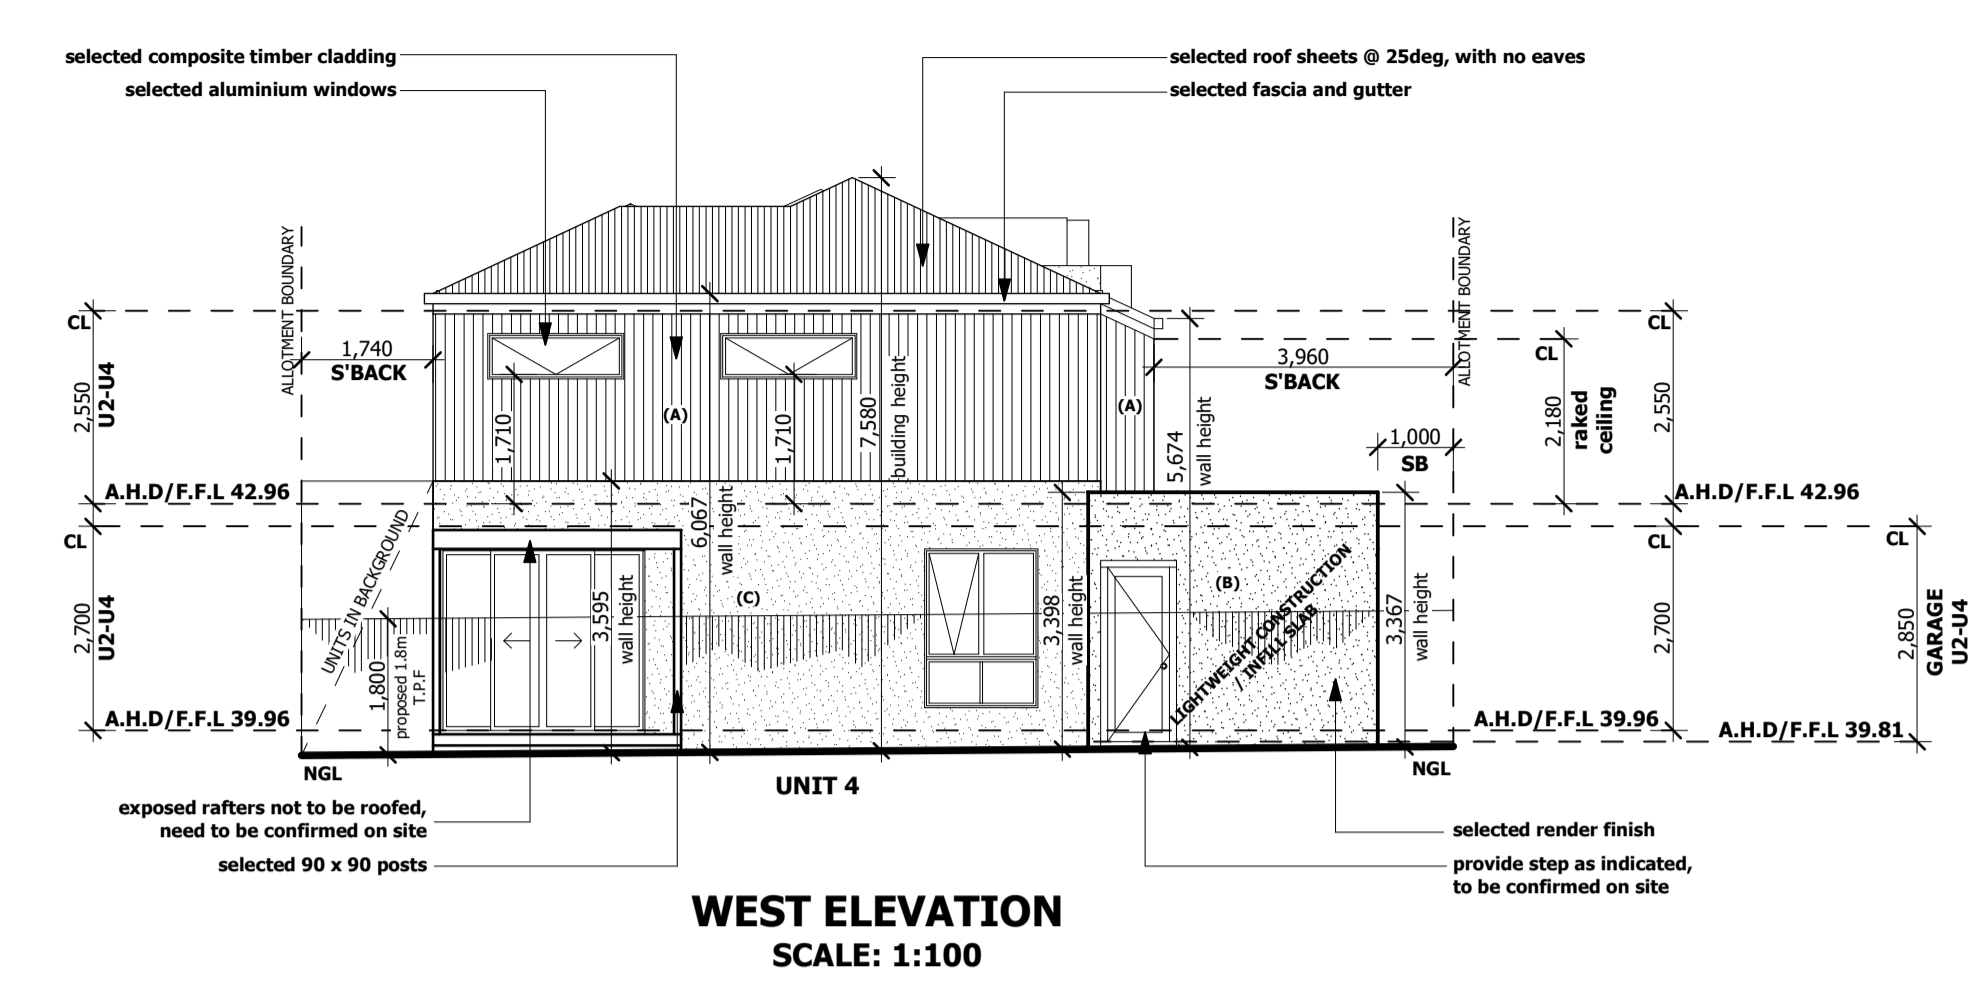 selected composite timber cladding
selected aluminium windows
selected roof sheets @ 25deg, with no eaves
selected fascia and gutter
ALLOTMENT BOUNDARY
ALLOTMENT BOUNDARY
CL
2,550
U2-U4
1,740
S'BACK
A.H.D/F.F.L 42.96
CL
2,700
U2-U4
A.H.D/F.F.L 39.96
NGL
UNITS IN BACKGROUND
1,800
proposed 1.8m
T.P.F
1,710
(A)
1,710
7,580
building height
6,067
wall height
3,595
wall height
(C)
3,398
wall height
(A)
5,674
wall height
(B)
LIGHTWEIGHT CONSTRUCTION
/ INFILL SLAB
3,367
wall height
3,960
S'BACK
1,000
SB
CL
2,180
raked
ceiling
CL
2,550
A.H.D/F.F.L 42.96
CL
2,700
CL
2,850
GARAGE
U2-U4
A.H.D/F.F.L 39.96
A.H.D/F.F.L 39.81
NGL
UNIT 4
exposed rafters not to be roofed,
need to be confirmed on site
selected 90 x 90 posts
selected render finish
provide step as indicated,
to be confirmed on site
WEST ELEVATION
SCALE: 1:100